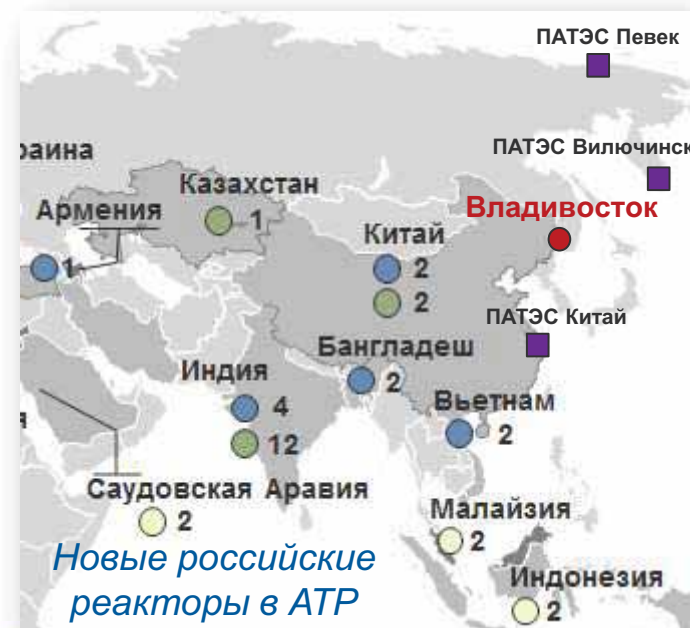 ПАТЭС Певек
раина
ПАТЭС Вилючинск
Казахстан
1
Владивосток
Армения
Китай
1
2
2
ПАТЭС Китай
Бангладеш
2
Индия
4
Вьетнам
2
12
я
Саудовская Аравия
2
Малайзия
2
Новые российские
реакторы в АТР
Индонезия
2